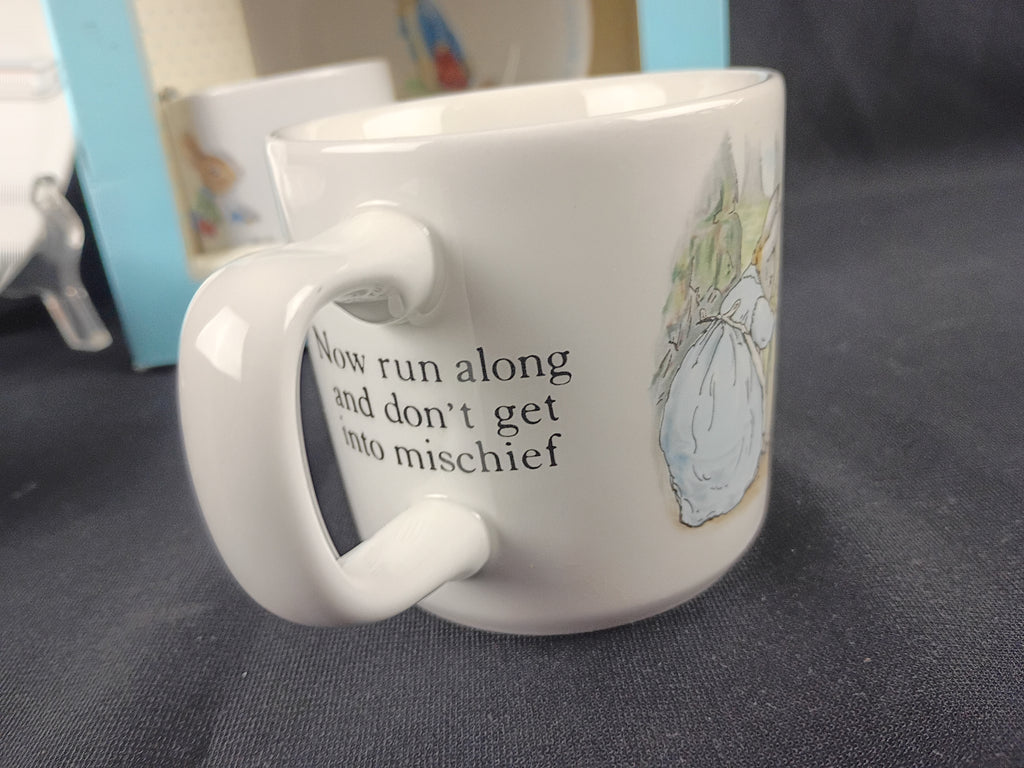 Now run along
and don't get
into mischief